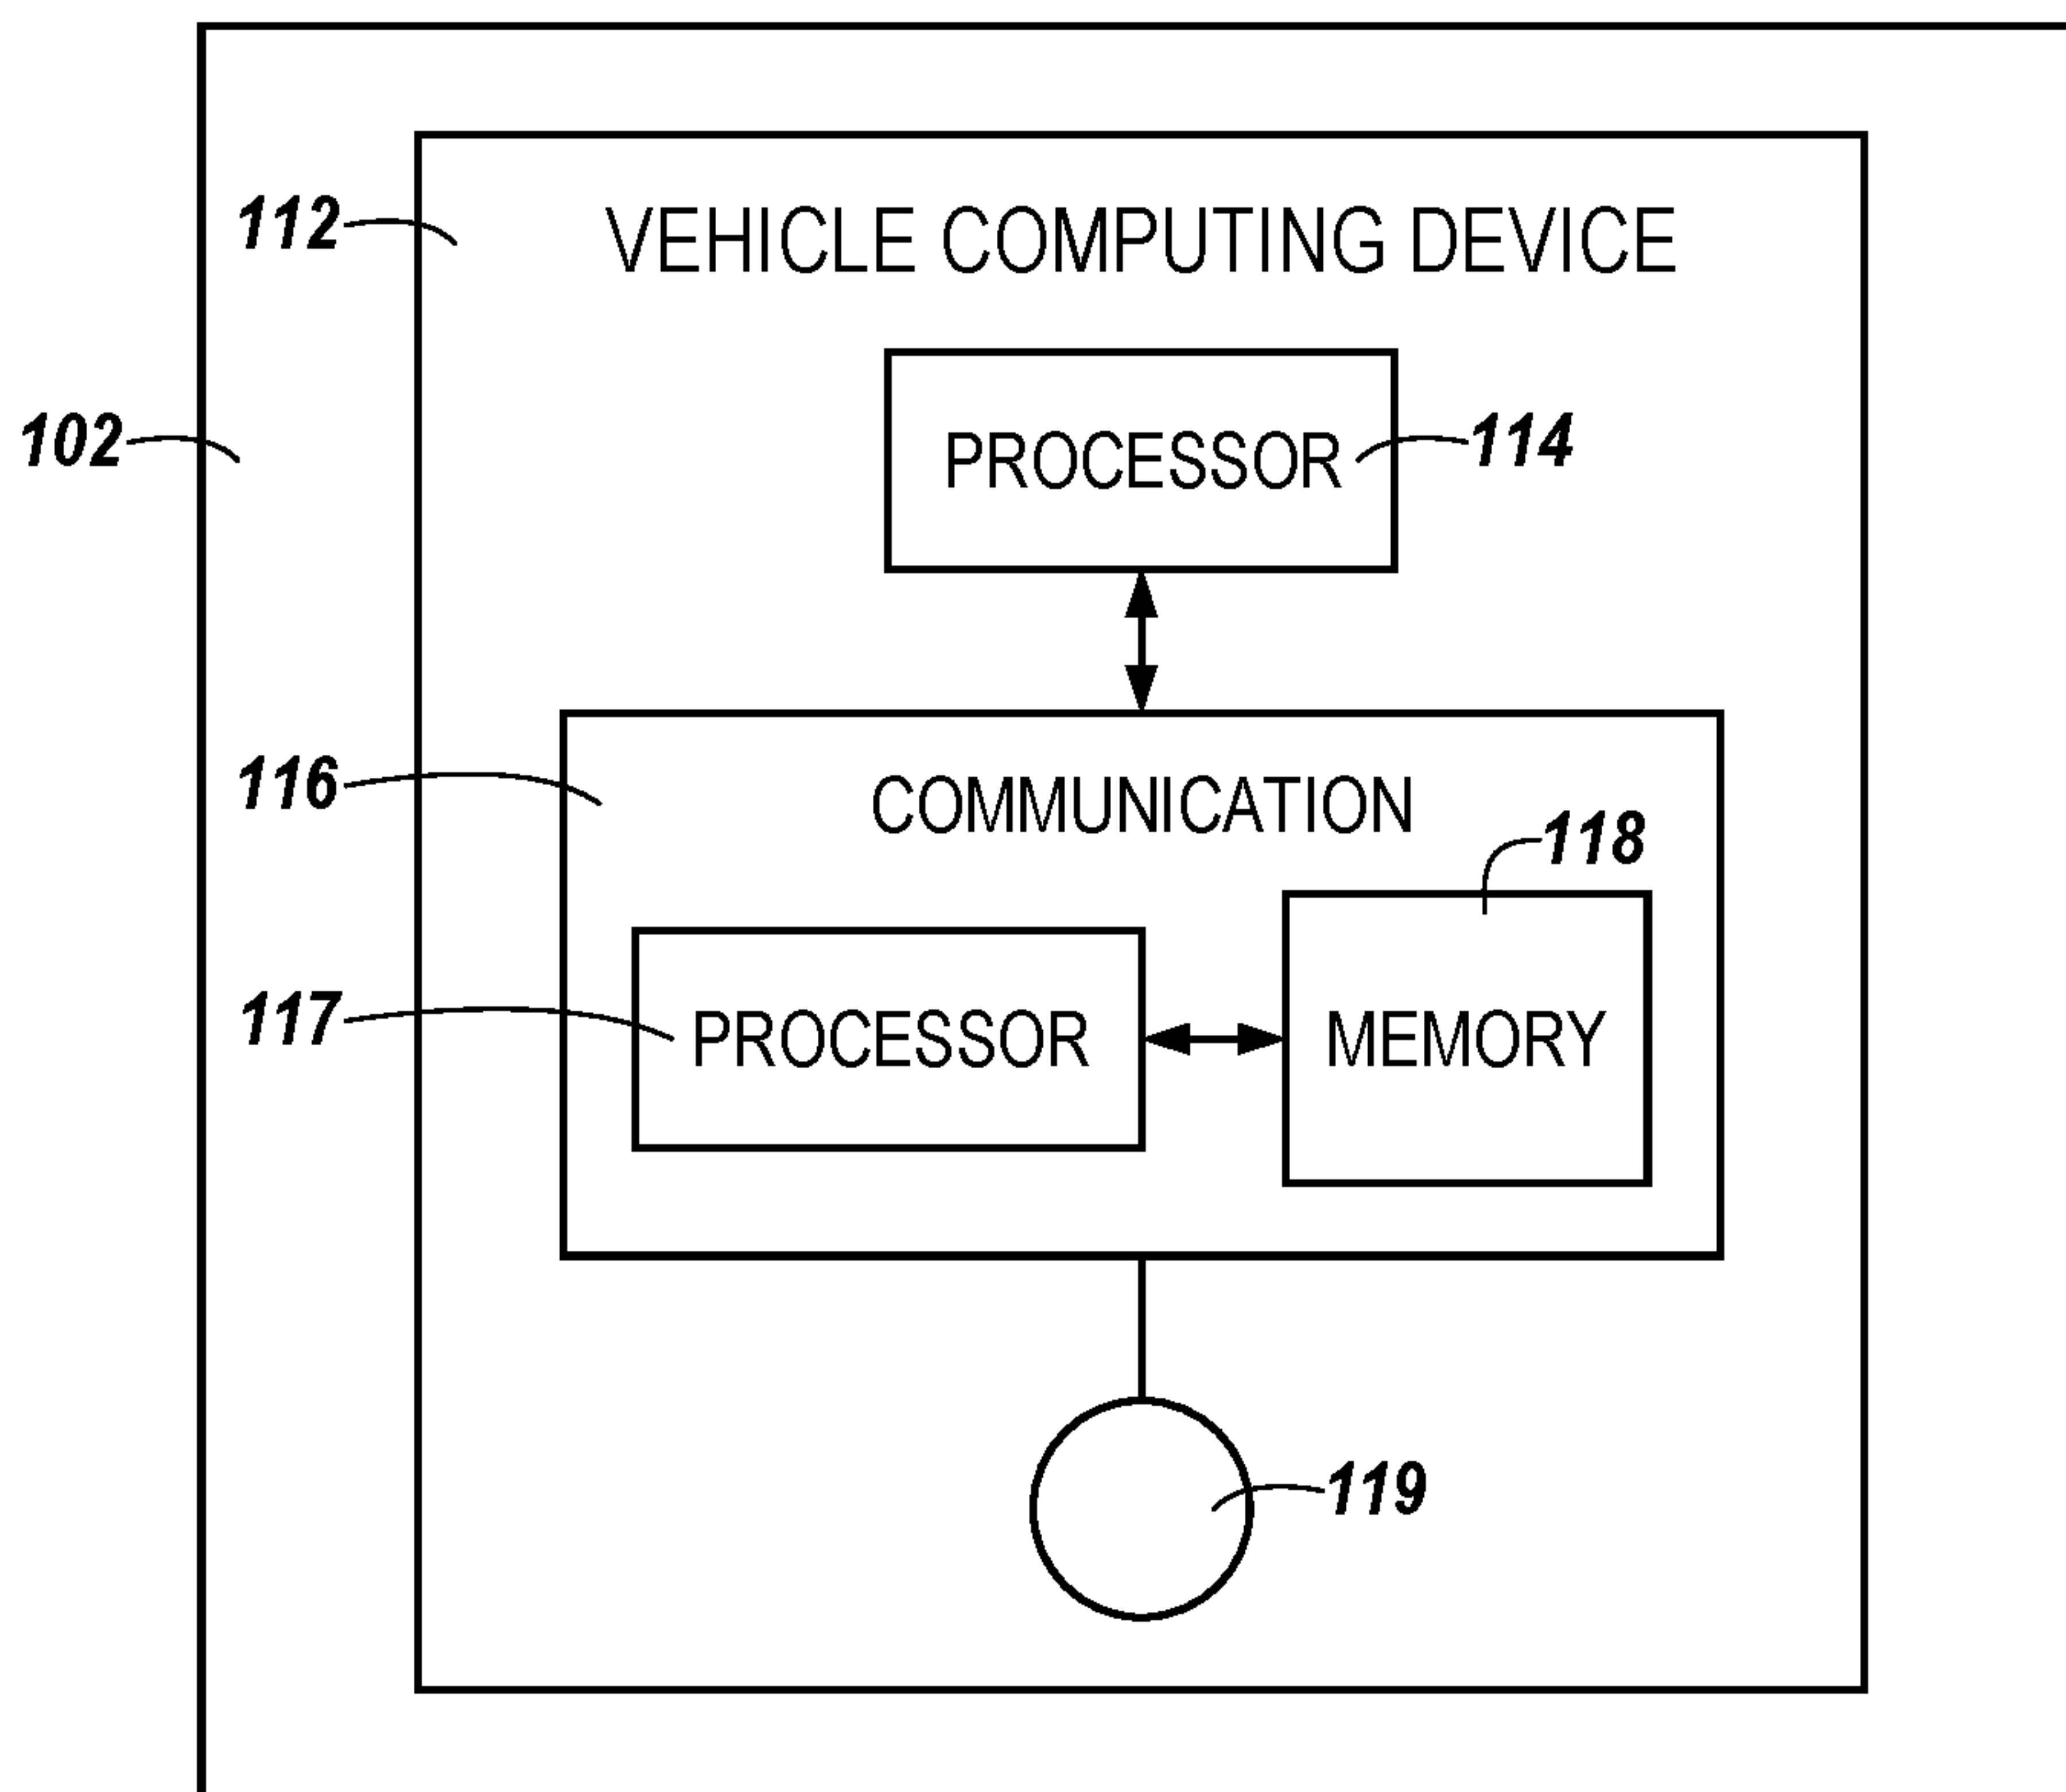 112
VEHICLE COMPUTING DEVICE
102
PROCESSOR
114
116
COMMUNICATION
118
117
PROCESSOR
MEMORY
119